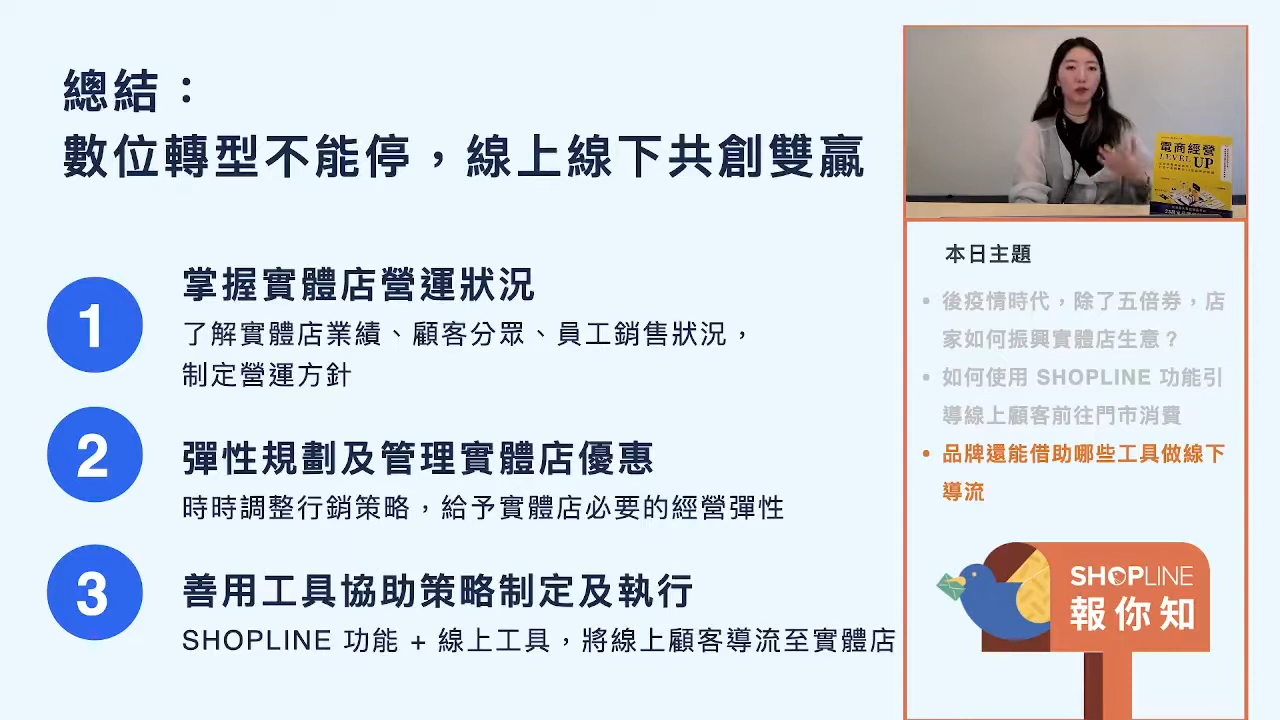 總結：
數位轉型不能停，線上線下共創雙贏
1
掌握實體店營運狀況
了解實體店業績、顧客分眾、員工銷售狀況，
制定營運方針
2
彈性規劃及管理實體店優惠
時時調整行銷策略，給予實體店必要的經營彈性
3
善用工具協助策略制定及執行
SHOPLINE 功能 + 線上工具，將線上顧客導流至實體店
電商經營
LEVEL UP
本日主題
• 後疫情時代，除了五倍券，店
家如何振興實體店生意？
• 如何使用 SHOPLINE 功能引
導線上顧客前往門市消費
• 品牌還能借助哪些工具做線下
導流
SHOPLINE
報你知